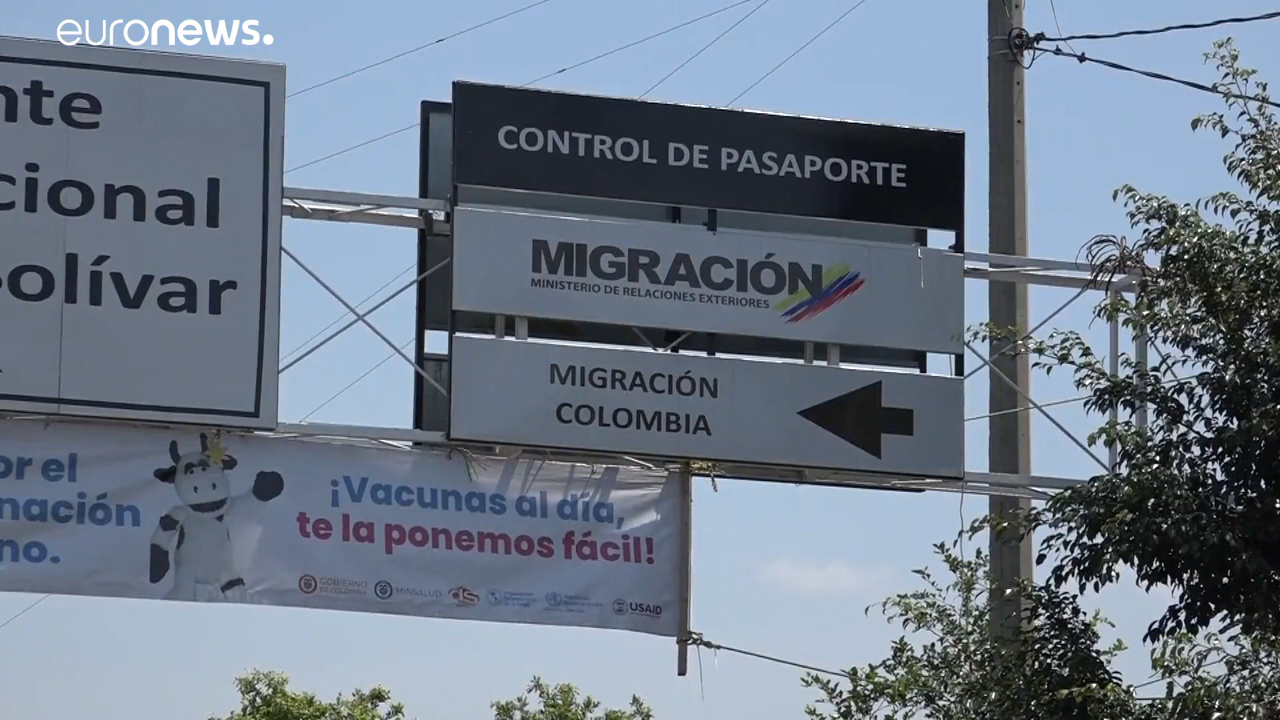 euronews.
nte
cional
Bolívar
CONTROL DE PASAPORTE
MIGRACIÓN
MINISTERIO DE RELACIONES EXTERIORES
MIGRACIÓN
COLOMBIA
or el
nación
no.
¡Vacunas al día,
te la ponemos fácil!
GOBIERNO
DE COLOMBIA
MINSALUD
USAID